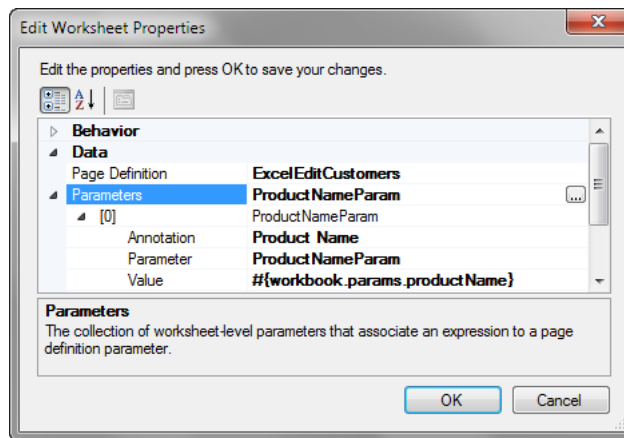 Edit Worksheet Properties
Edit the properties and press OK to save your changes.
Behavior
Data
Page Definition ExcelEditCustomers
Parameters ProductNameParam ...
[0] ProductNameParam
Annotation Product Name
Parameter ProductNameParam
Value #{workbook.params.productName}
Parameters
The collection of worksheet-level parameters that associate an expression to a page
definition parameter.
OK Cancel